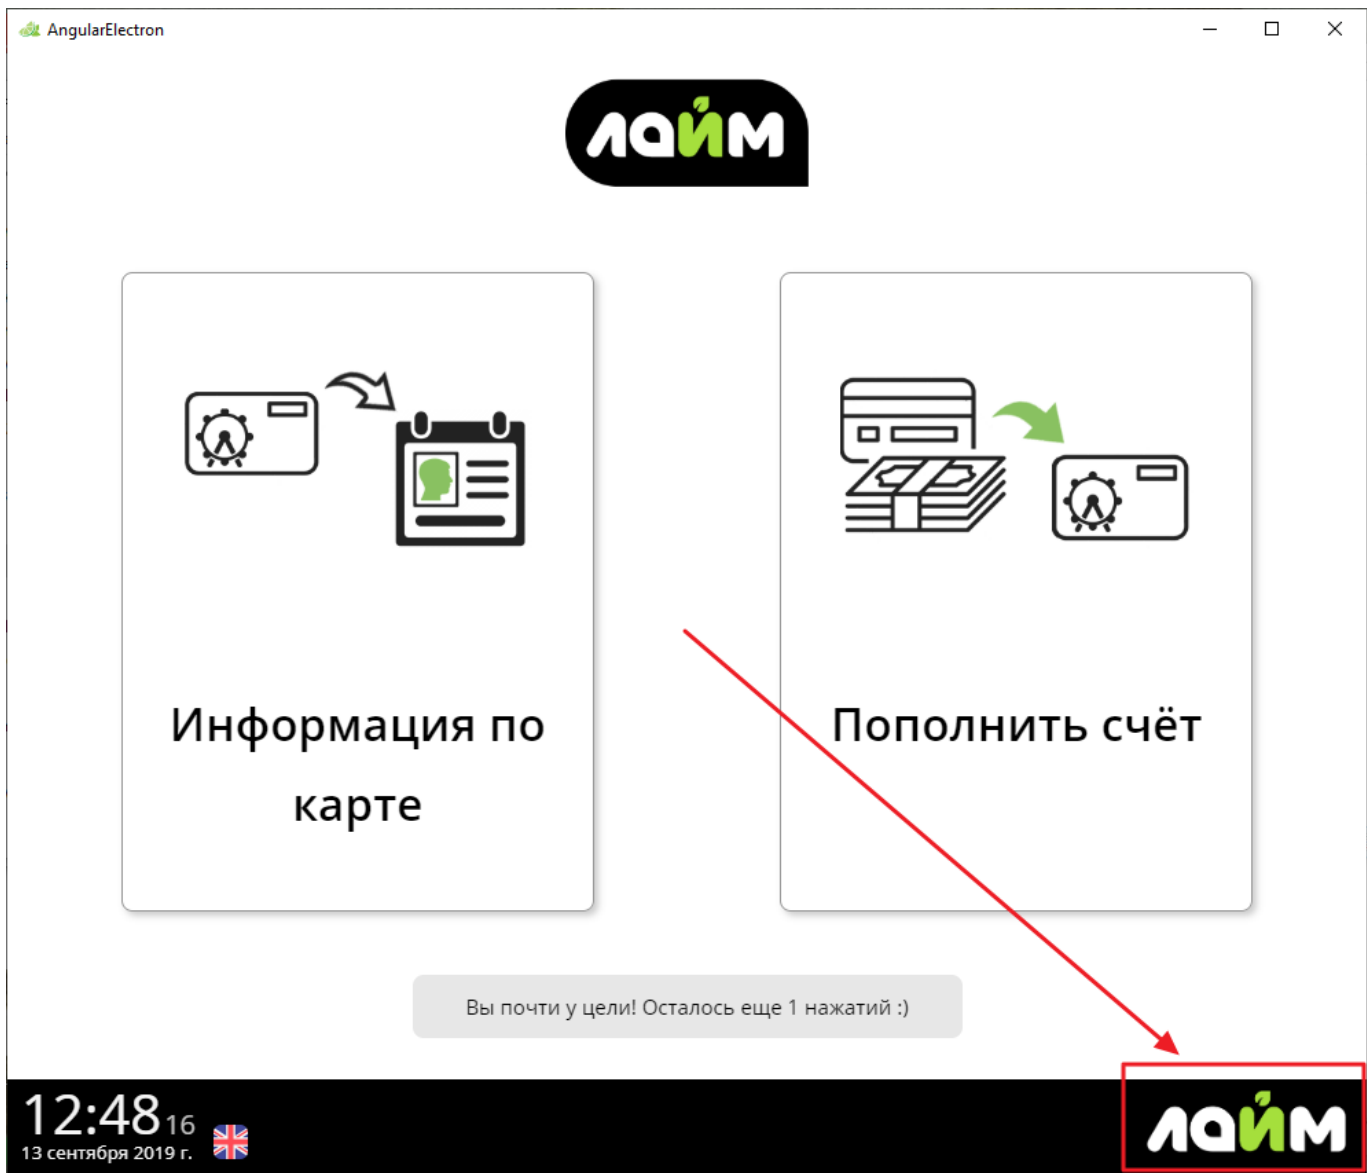 AngularElectron
лайм
Информация по
карте
Пополнить счёт
Вы почти у цели! Осталось еще 1 нажатий :)
12:48 16
13 сентября 2019 г.
лайм